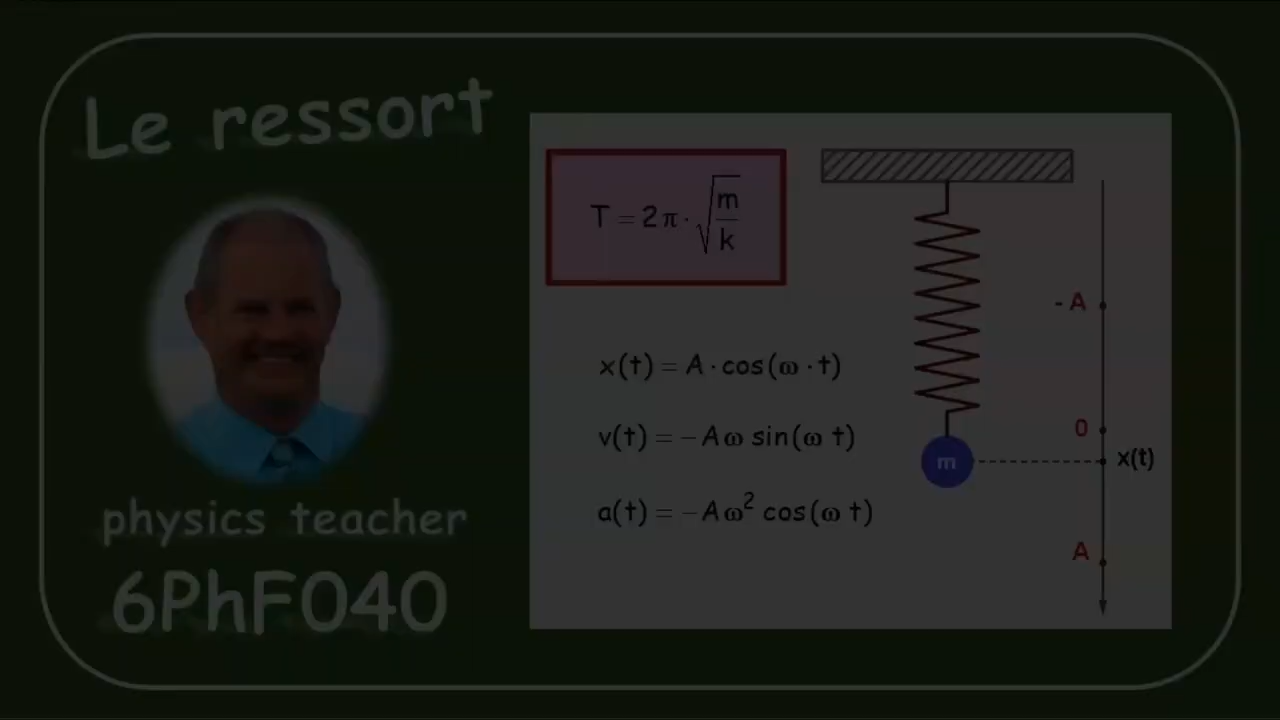 Le ressort
physics teacher
6PhF040
T = 2π · √(m/k)
x(t) = A · cos(ω · t)
v(t) = −Aω sin(ω t)
a(t) = −Aω² cos(ω t)
- A
0
m
x(t)
A